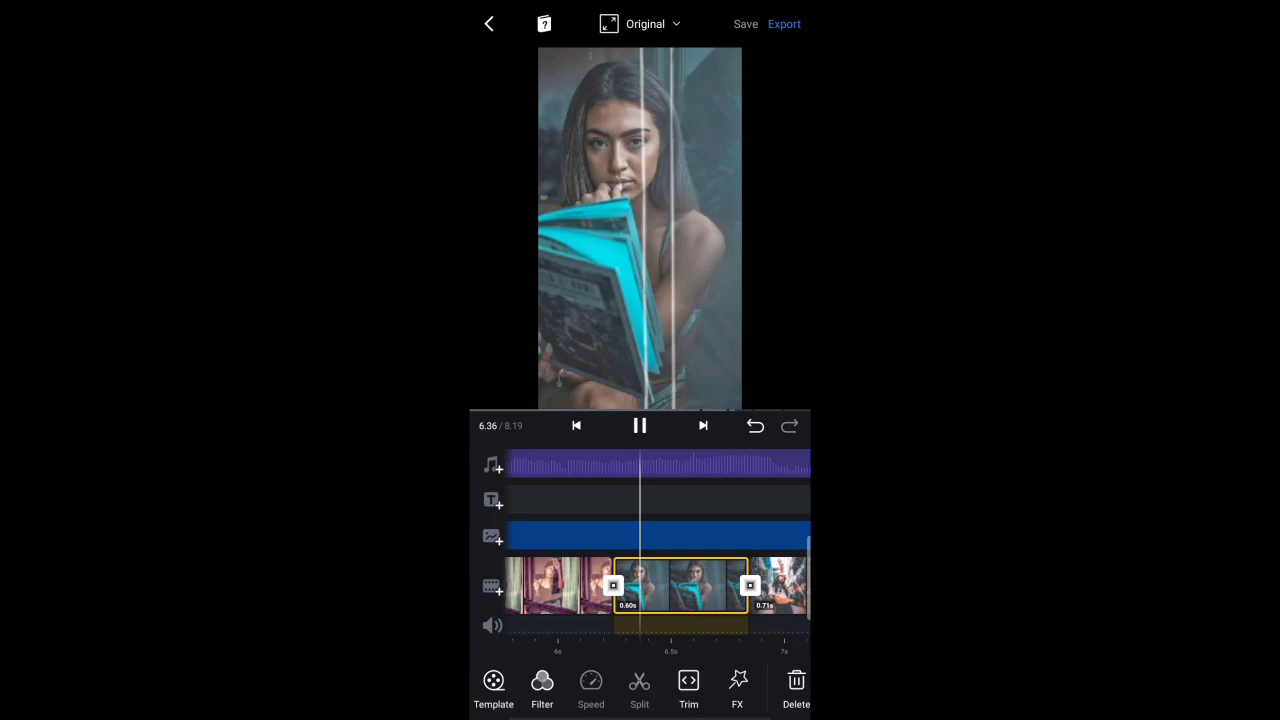 ? Original Save Export
6.36 / 8.19
T
0.60s 0.71s
6s 6.5s 7s
Template Filter Speed Split Trim FX Delete